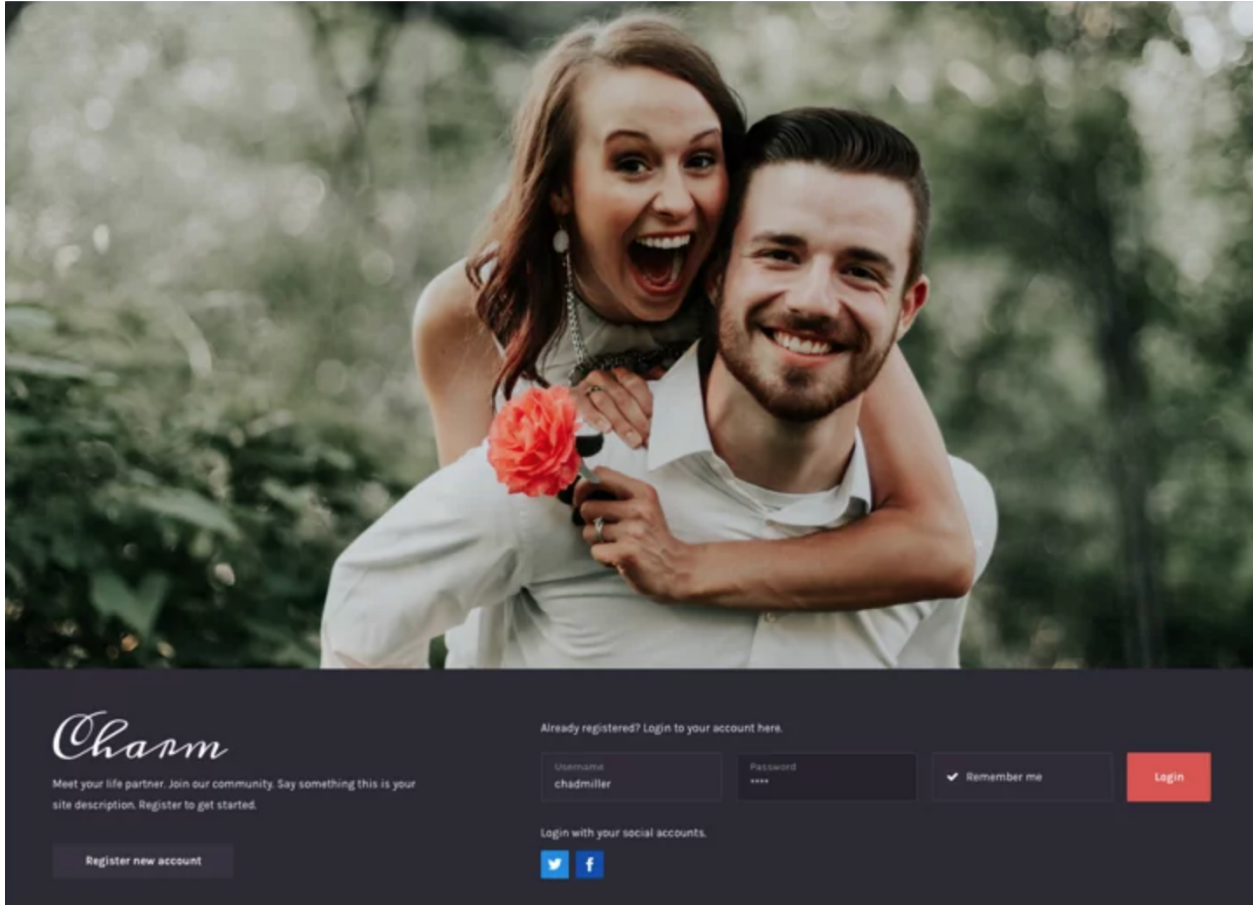 Charm
Meet your life partner. Join our community. Say something this is your
site description. Register to get started.
Register new account
Already registered? Login to your account here.
Username
chadmiller
Password
****
Remember me
Login
Login with your social accounts.